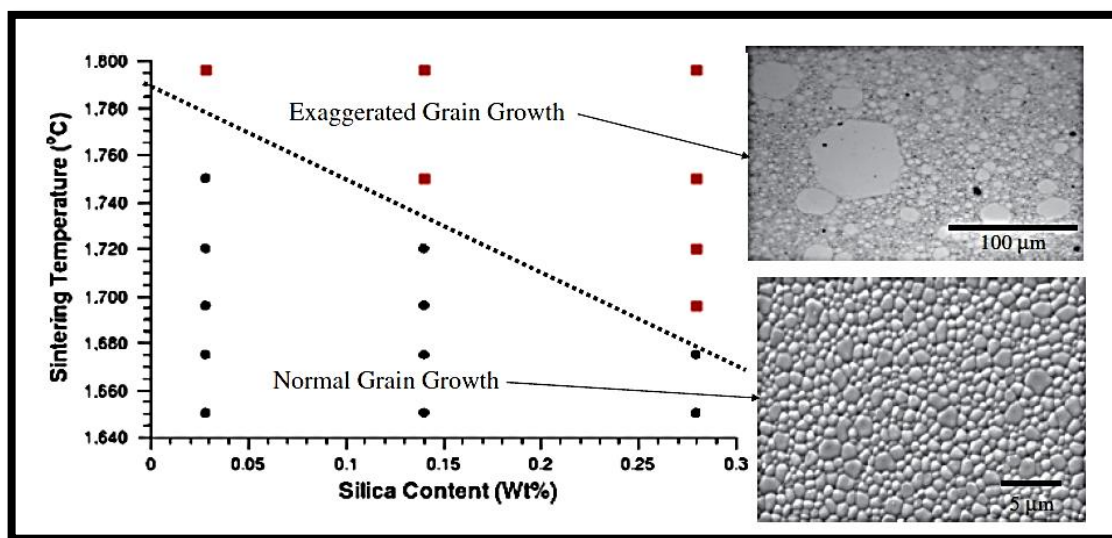 1.800
1.780
1.760
1.740
1.720
1.700
1.680
1.660
1.640
Sintering Temperature (⁰C)
0
0.05
0.1
0.15
0.2
0.25
0.3
Silica Content (Wt%)
Exaggerated Grain Growth
Normal Grain Growth
100 µm
5 µm